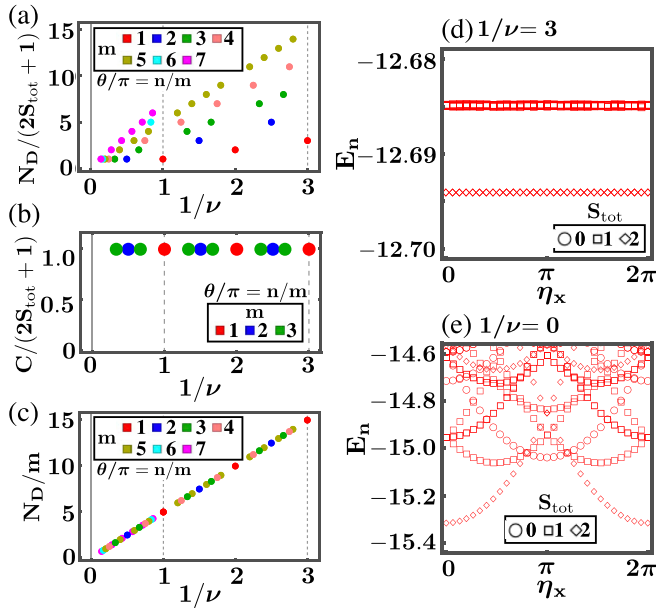 (a)
N_D/(2S_tot + 1)
15
10
5
0
m 1 2 3 4
5 6 7
θ/π = n/m
0 1 2 3
1/ν
(b)
C/(2S_tot + 1)
1.0
0.5
0
θ/π = n/m
m
1 2 3
0 1 2 3
1/ν
(c)
N_D/m
15
10
5
0
m 1 2 3 4
5 6 7
θ/π = n/m
0 1 2 3
1/ν
(d) 1/ν= 3
E_n
−12.68
−12.69
−12.70
S_tot
0 1 2
0 π 2π
η_x
(e) 1/ν= 0
E_n
−14.6
−14.8
−15.0
−15.2
−15.4
S_tot
0 1 2
0 π 2π
η_x